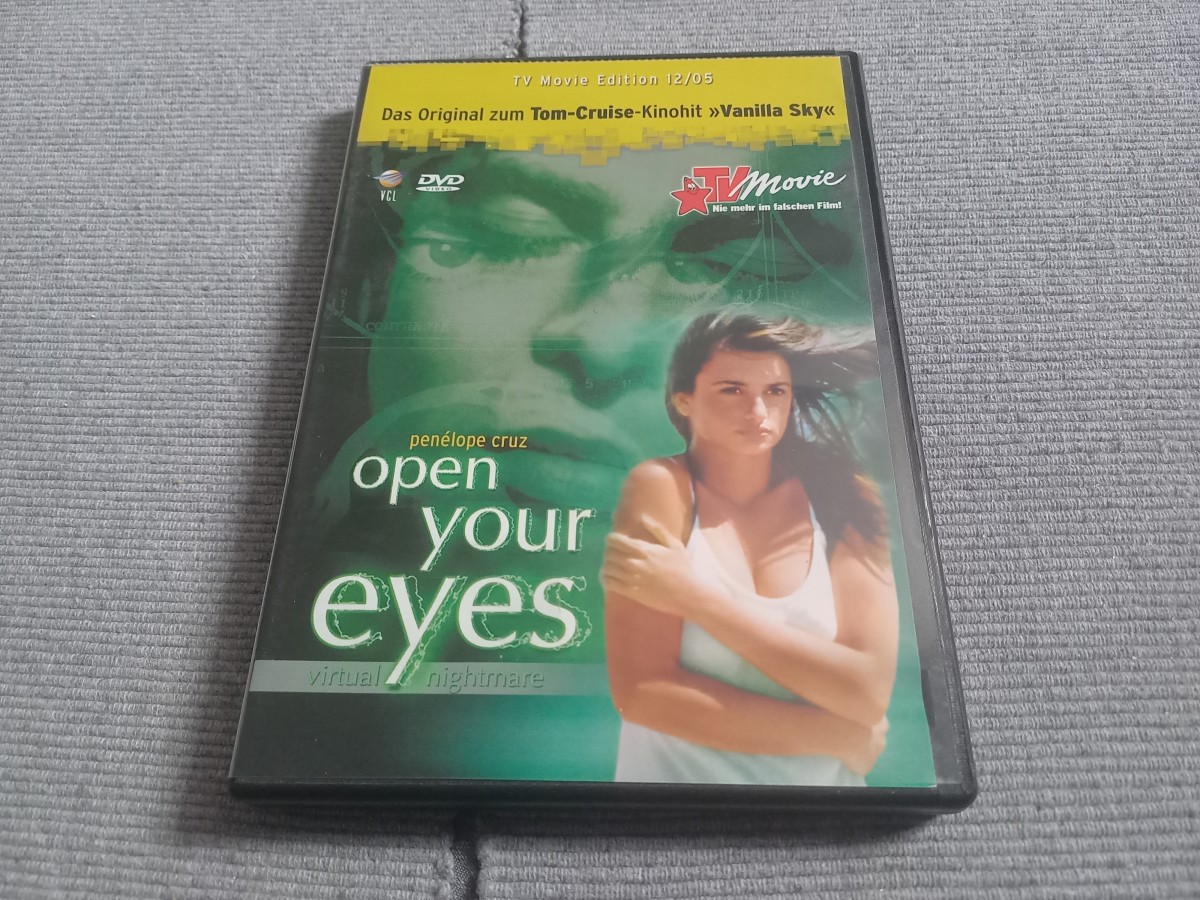 TV Movie Edition 12/05
Das Original zum Tom-Cruise-Kinohit »Vanilla Sky«
VCL
DVD
VIDEO
TV Movie
Nie mehr im falschen Film!
penélope cruz
open
your
eyes
virtual nightmare